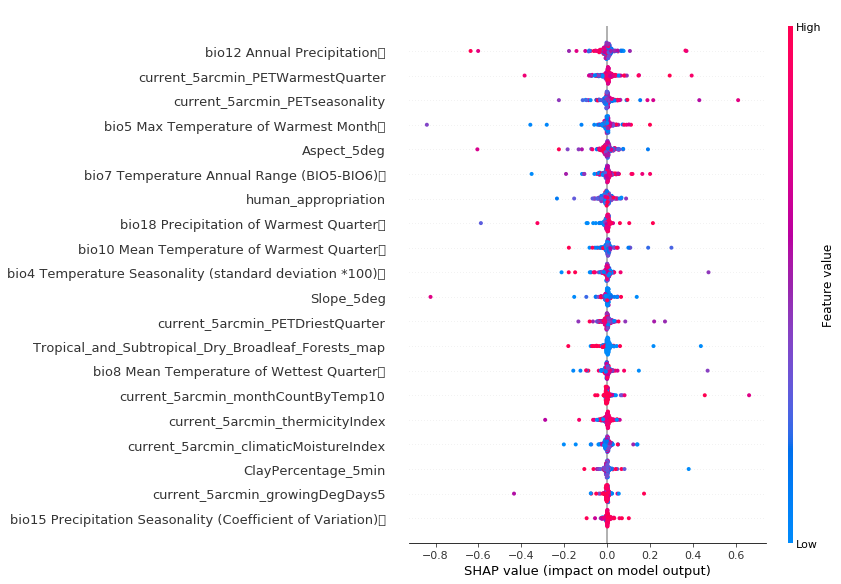 High
bio12 Annual Precipitation
current_5arcmin_PETWarmestQuarter
current_5arcmin_PETseasonality
bio5 Max Temperature of Warmest Month
Aspect_5deg
bio7 Temperature Annual Range (BIO5-BIO6)
human_appropriation
bio18 Precipitation of Warmest Quarter
bio10 Mean Temperature of Warmest Quarter
bio4 Temperature Seasonality (standard deviation *100)
Slope_5deg
current_5arcmin_PETDriestQuarter
Tropical_and_Subtropical_Dry_Broadleaf_Forests_map
bio8 Mean Temperature of Wettest Quarter
current_5arcmin_monthCountByTemp10
current_5arcmin_thermicityIndex
current_5arcmin_climaticMoistureIndex
ClayPercentage_5min
current_5arcmin_growingDegDays5
bio15 Precipitation Seasonality (Coefficient of Variation)
Feature value
Low
−0.8 −0.6 −0.4 −0.2 0.0 0.2 0.4 0.6
SHAP value (impact on model output)